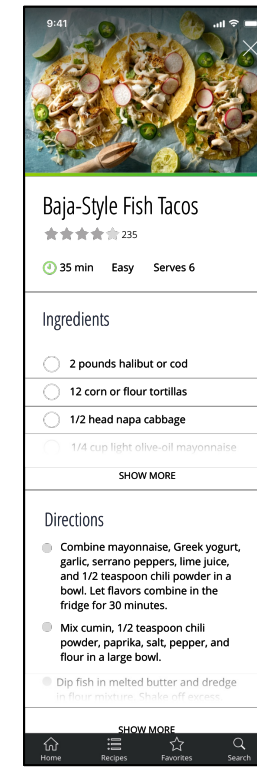 9:41
Baja-Style Fish Tacos
235
35 min Easy Serves 6
Ingredients
2 pounds halibut or cod
12 corn or flour tortillas
1/2 head napa cabbage
1/4 cup light olive-oil mayonnaise
SHOW MORE
Directions
Combine mayonnaise, Greek yogurt,
garlic, serrano peppers, lime juice,
and 1/2 teaspoon chili powder in a
bowl. Let flavors combine in the
fridge for 30 minutes.
Mix cumin, 1/2 teaspoon chili
powder, paprika, salt, pepper, and
flour in a large bowl.
Dip fish in melted butter and dredge
in flour mixture. Shake off excess
SHOW MORE
Home Recipes Favorites Search